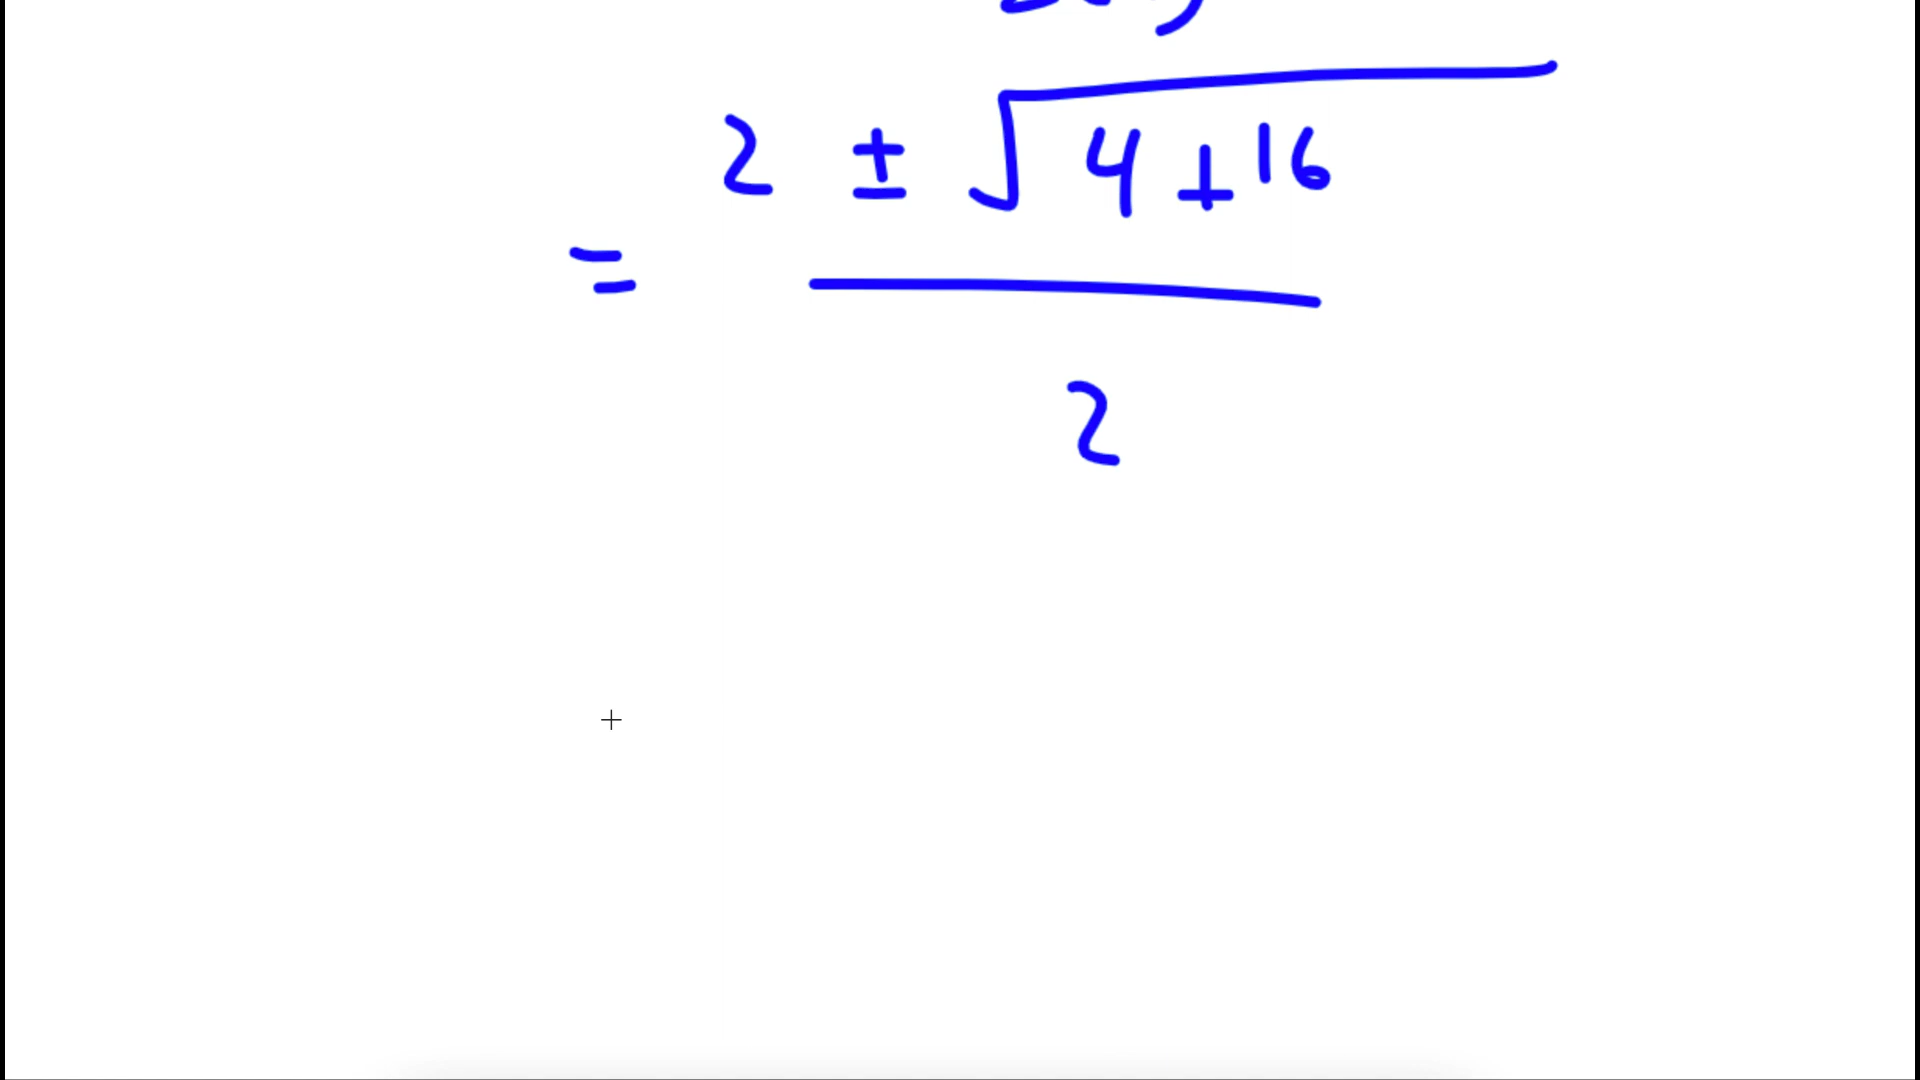 2 ± √4+16
=
2